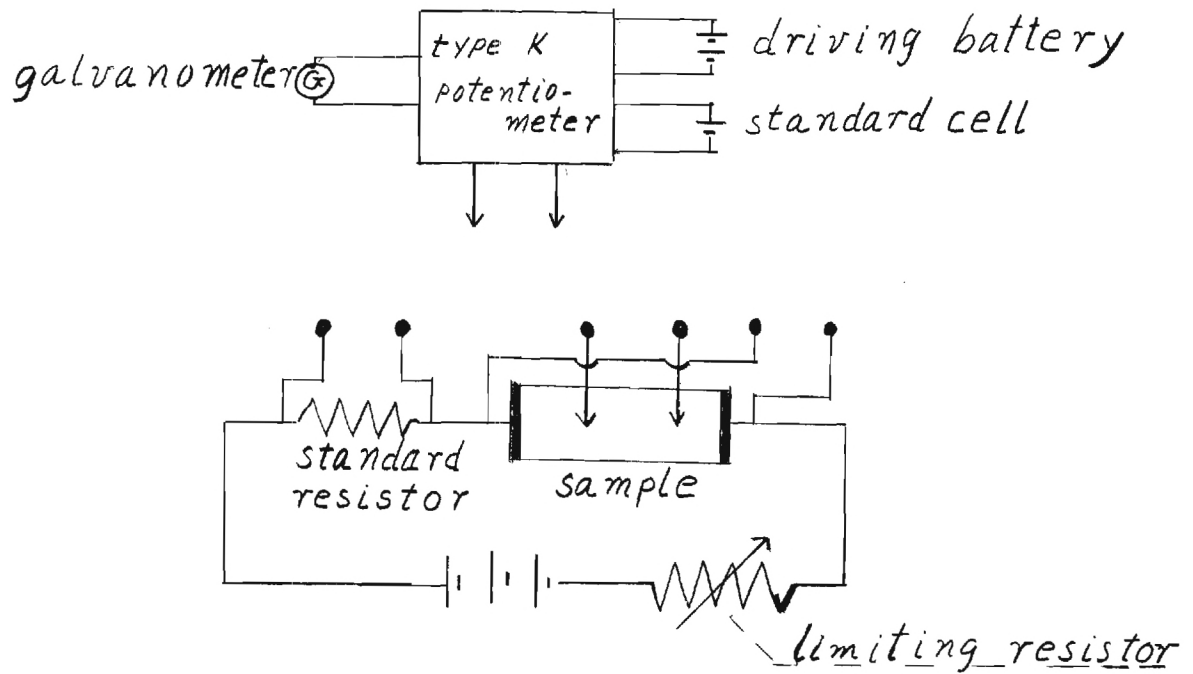 type K
potentio-
meter
galvanometer
G
driving battery
standard cell
standard
resistor
sample
limiting resistor